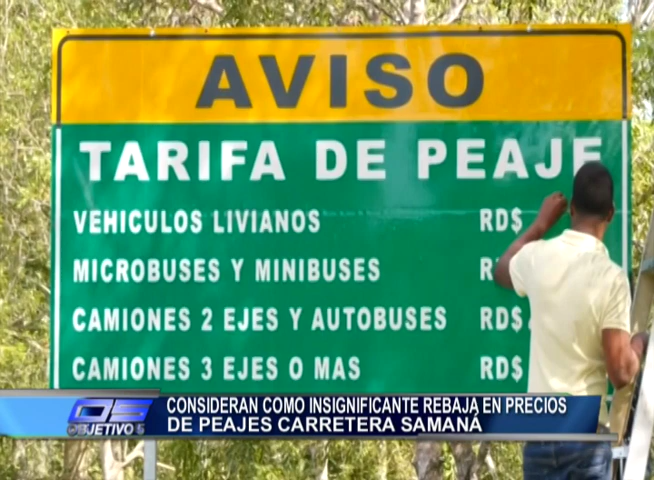 AVISO
TARIFA DE PEAJE
VEHICULOS LIVIANOS RD$
MICROBUSES Y MINIBUSES
CAMIONES 2 EJES Y AUTOBUSES RD$
CAMIONES 3 EJES O MAS RD$
CONSIDERAN COMO INSIGNIFICANTE REBAJA EN PRECIOS
DE PEAJES CARRETERA SAMANÁ
O5
OBJETIVO 5